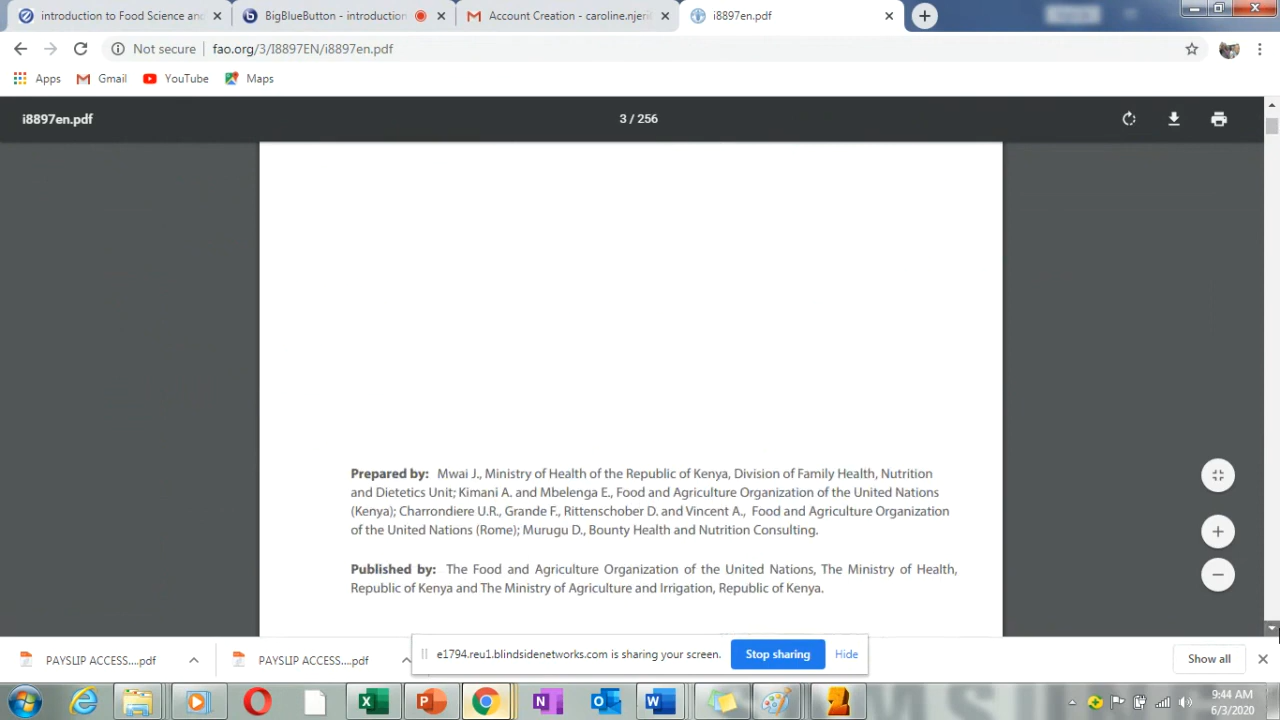 introduction to Food Science and
BigBlueButton - introduction
Account Creation - caroline.njeri
i8897en.pdf
Not secure
fao.org/3/I8897EN/i8897en.pdf
Apps
Gmail
YouTube
Maps
i8897en.pdf
3 / 256
Prepared by: Mwai J., Ministry of Health of the Republic of Kenya, Division of Family Health, Nutrition
and Dietetics Unit; Kimani A. and Mbelenga E., Food and Agriculture Organization of the United Nations
(Kenya); Charrondiere U.R., Grande F., Rittenschober D. and Vincent A., Food and Agriculture Organization
of the United Nations (Rome); Murugu D., Bounty Health and Nutrition Consulting.
Published by: The Food and Agriculture Organization of the United Nations, The Ministry of Health,
Republic of Kenya and The Ministry of Agriculture and Irrigation, Republic of Kenya.
PAYSLIP ACCESS....pdf
PAYSLIP ACCESS....pdf
e1794.reu1.blindsidenetworks.com is sharing your screen.
Stop sharing
Hide
Show all
9:44 AM
6/3/2020